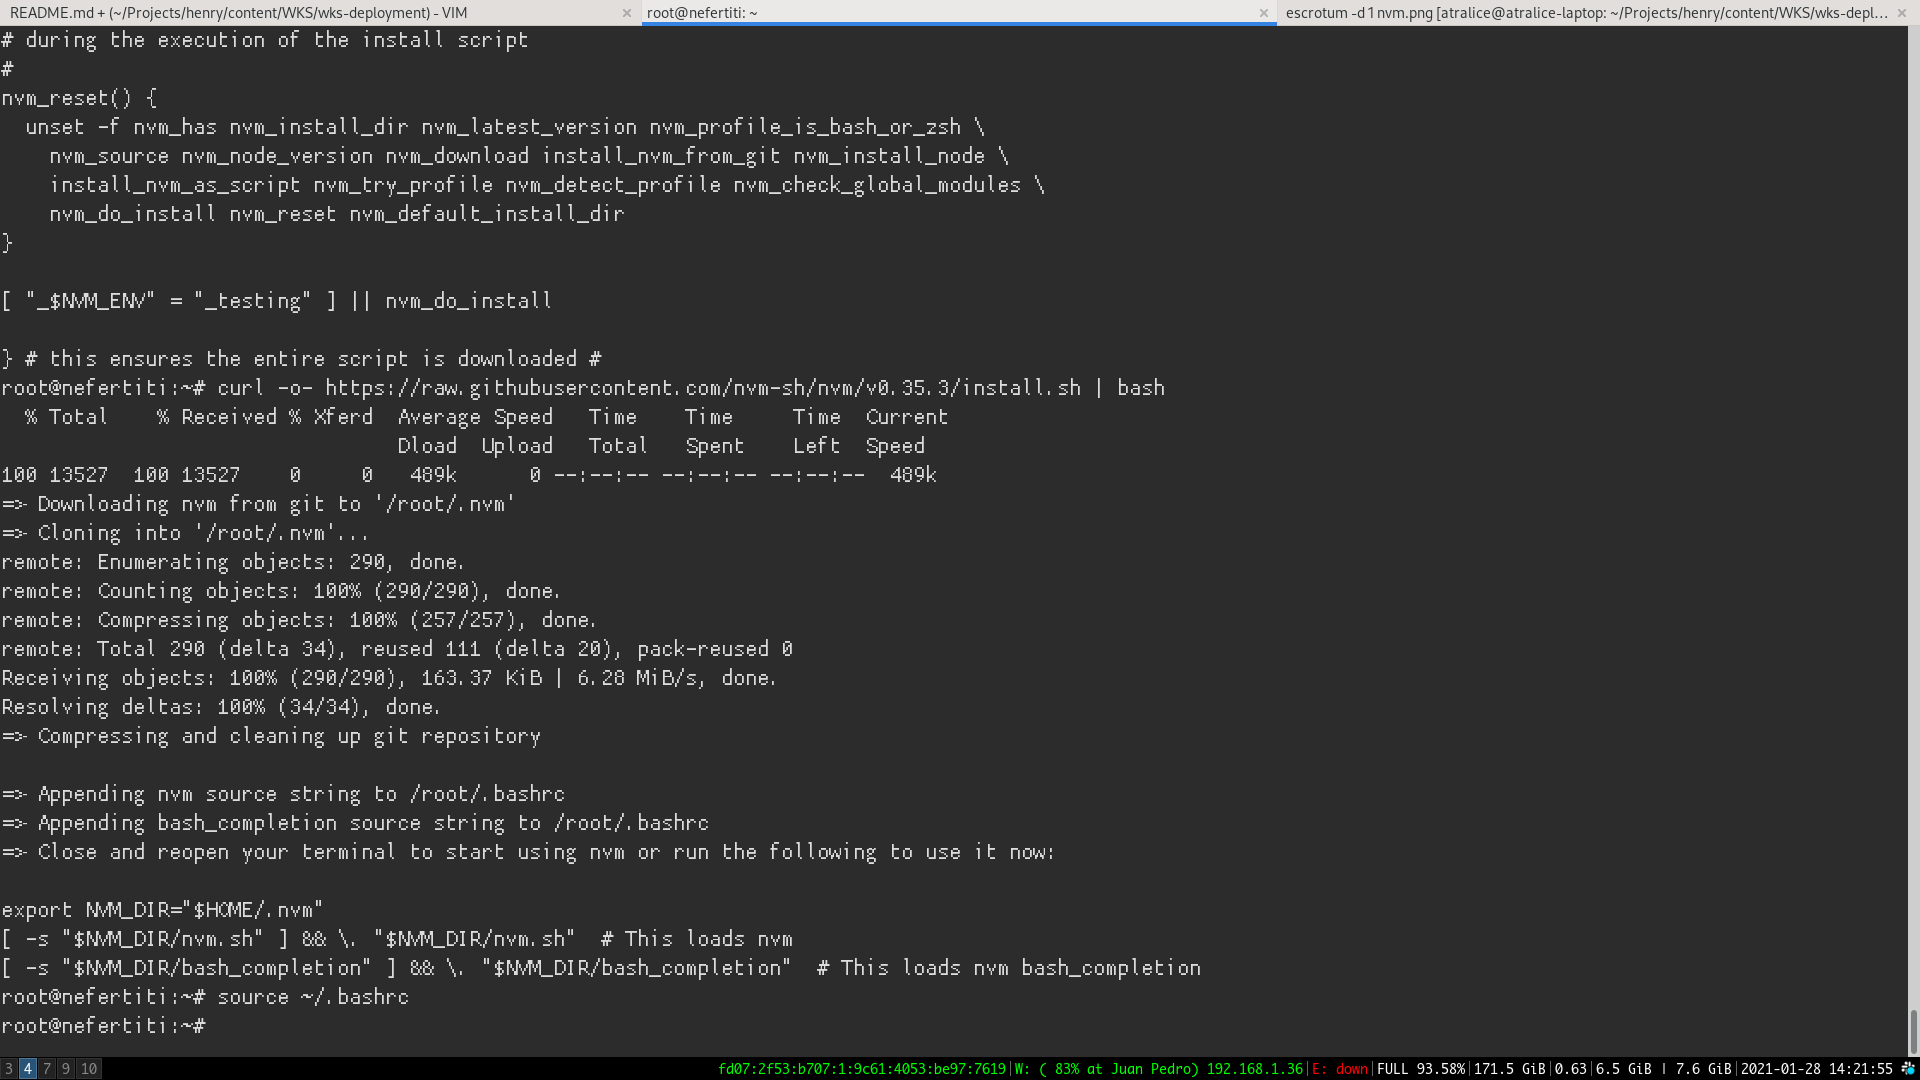 README.md + (~/Projects/henry/content/WKS/wks-deployment) - VIM
root@nefertiti: ~
escrotum -d 1 nvm.png [atralice@atralice-laptop: ~/Projects/henry/content/WKS/wks-depl...
# during the execution of the install script
#
nvm_reset() {
  unset -f nvm_has nvm_install_dir nvm_latest_version nvm_profile_is_bash_or_zsh \
    nvm_source nvm_node_version nvm_download install_nvm_from_git nvm_install_node \
    install_nvm_as_script nvm_try_profile nvm_detect_profile nvm_check_global_modules \
    nvm_do_install nvm_reset nvm_default_install_dir
}
[ "_$NVM_ENV" = "_testing" ] || nvm_do_install
} # this ensures the entire script is downloaded #
root@nefertiti:~# curl -o- https://raw.githubusercontent.com/nvm-sh/nvm/v0.35.3/install.sh | bash
  % Total    % Received % Xferd  Average Speed   Time    Time     Time  Current
                                 Dload  Upload   Total   Spent    Left  Speed
100 13527  100 13527    0     0   489k      0 --:--:-- --:--:-- --:--:--  489k
=> Downloading nvm from git to '/root/.nvm'
=> Cloning into '/root/.nvm'...
remote: Enumerating objects: 290, done.
remote: Counting objects: 100% (290/290), done.
remote: Compressing objects: 100% (257/257), done.
remote: Total 290 (delta 34), reused 111 (delta 20), pack-reused 0
Receiving objects: 100% (290/290), 163.37 KiB | 6.28 MiB/s, done.
Resolving deltas: 100% (34/34), done.
=> Compressing and cleaning up git repository
=> Appending nvm source string to /root/.bashrc
=> Appending bash_completion source string to /root/.bashrc
=> Close and reopen your terminal to start using nvm or run the following to use it now:
export NVM_DIR="$HOME/.nvm"
[ -s "$NVM_DIR/nvm.sh" ] && \. "$NVM_DIR/nvm.sh"  # This loads nvm
[ -s "$NVM_DIR/bash_completion" ] && \. "$NVM_DIR/bash_completion"  # This loads nvm bash_completion
root@nefertiti:~# source ~/.bashrc
root@nefertiti:~#
3 4 7 9 10
fd07:2f53:b707:1:9c61:4053:be97:7619|W: ( 83% at Juan Pedro) 192.168.1.36|E: down|FULL 93.58%|171.5 GiB|0.63|6.5 GiB | 7.6 GiB|2021-01-28 14:21:55